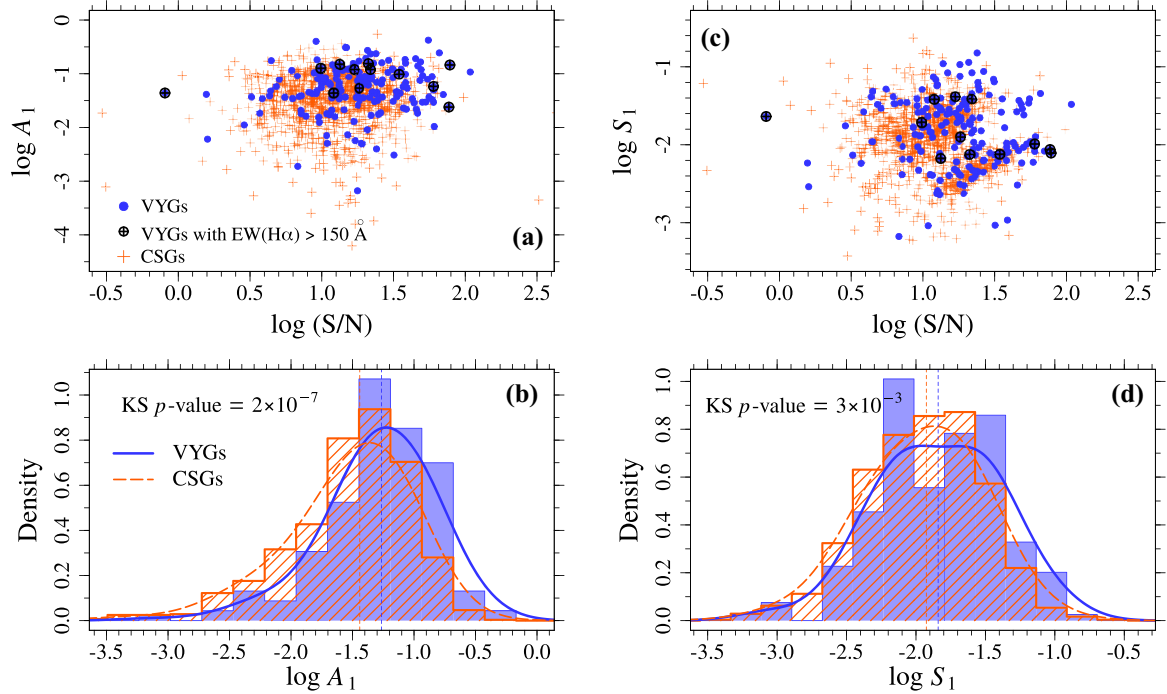 0
-1
-2
-3
-4
log A1
VYGs
VYGs with EW(Hα) > 150 Å
CSGs
(a)
-0.5 0.0 0.5 1.0 1.5 2.0 2.5
log (S/N)
(c)
-1
-2
-3
log S1
-0.5 0.0 0.5 1.0 1.5 2.0 2.5
log (S/N)
(b)
KS p-value = 2×10-7
VYGs
CSGs
1.0
0.8
0.6
0.4
0.2
0.0
Density
-3.5 -3.0 -2.5 -2.0 -1.5 -1.0 -0.5 0.0
log A1
(d)
KS p-value = 3×10-3
1.0
0.8
0.6
0.4
0.2
0.0
Density
-3.5 -3.0 -2.5 -2.0 -1.5 -1.0 -0.5
log S1